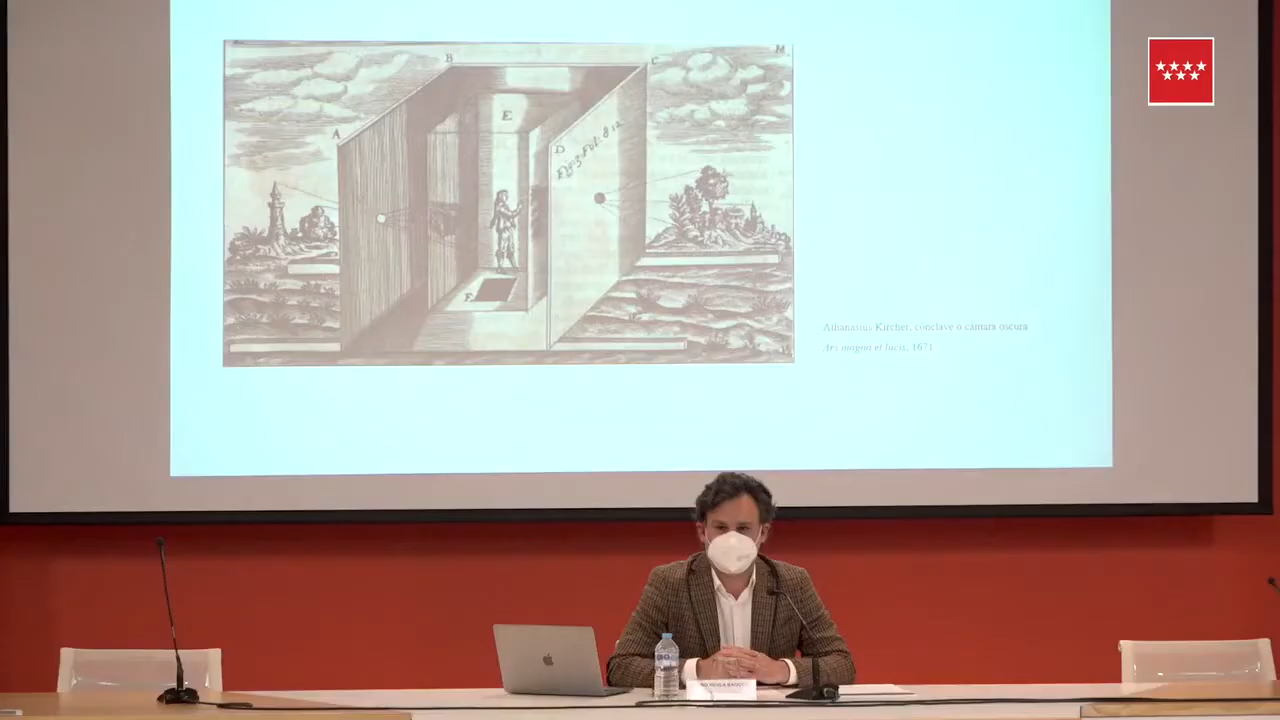 B
C
M
A
E
D
Athanasius Kircher, conclave o cámara oscura
Ars magna et lucis, 1671
F